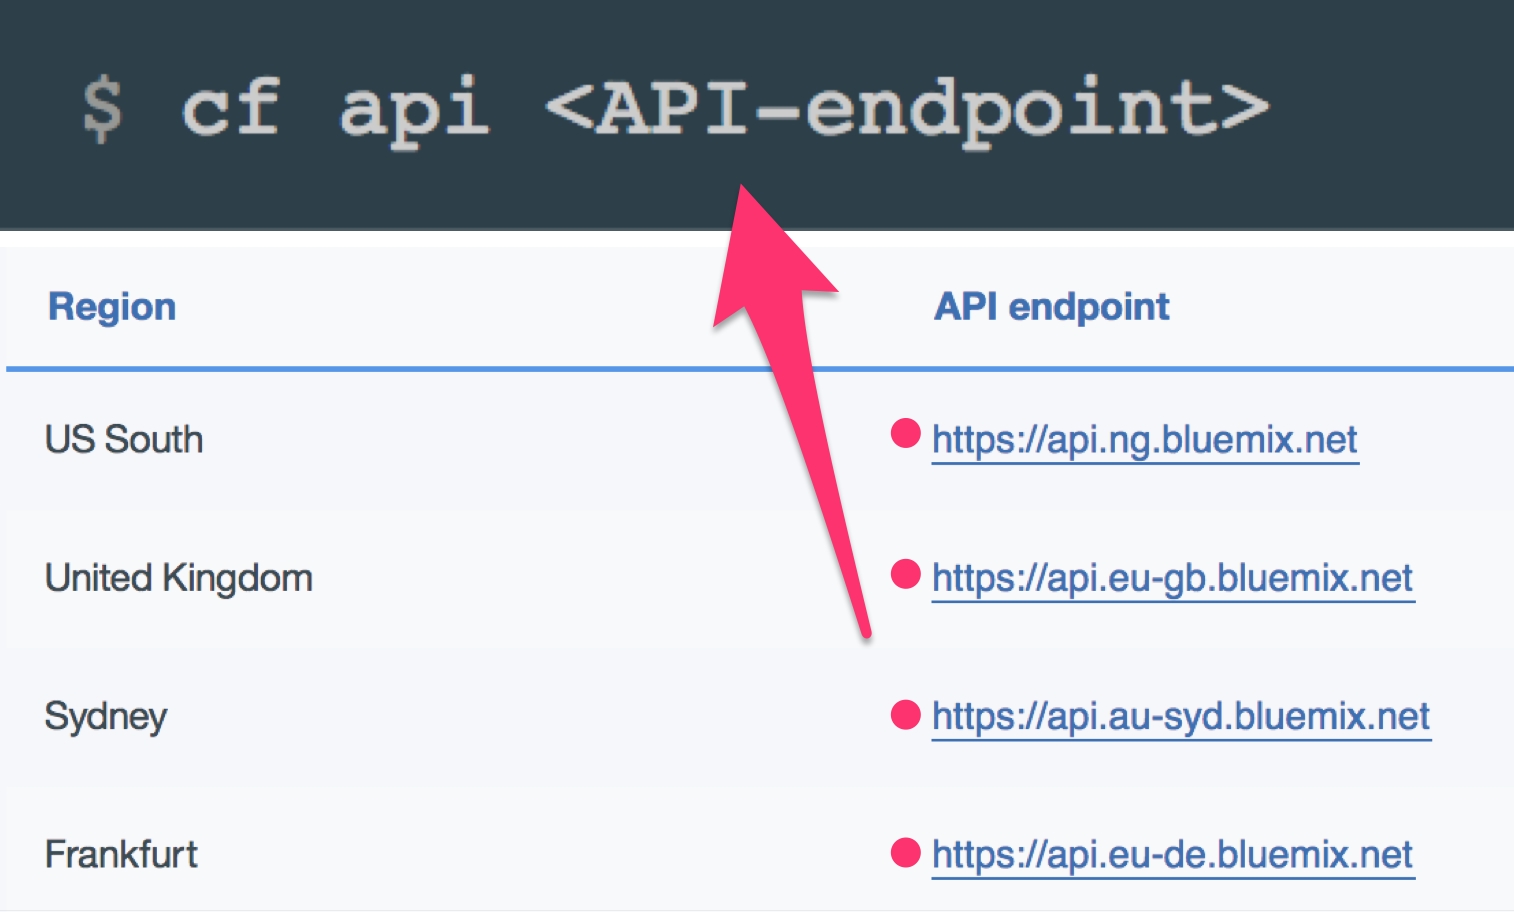 $ cf api <API-endpoint>
Region API endpoint
US South https://api.ng.bluemix.net
United Kingdom https://api.eu-gb.bluemix.net
Sydney https://api.au-syd.bluemix.net
Frankfurt https://api.eu-de.bluemix.net